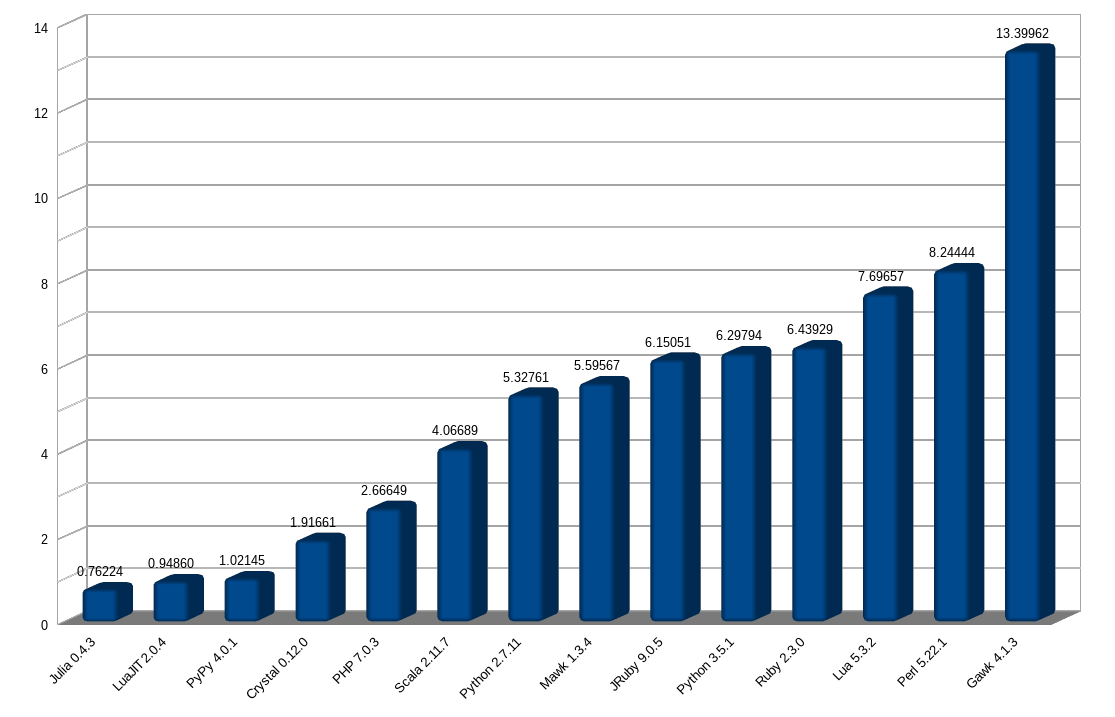 14
12
10
8
6
4
2
0
0.76224
0.94860
1.02145
1.91661
2.66649
4.06689
5.32761
5.59567
6.15051
6.29794
6.43929
7.69657
8.24444
13.39962
Julia 0.4.3
LuaJIT 2.0.4
PyPy 4.0.1
Crystal 0.12.0
PHP 7.0.3
Scala 2.11.7
Python 2.7.11
Mawk 1.3.4
JRuby 9.0.5
Python 3.5.1
Ruby 2.3.0
Lua 5.3.2
Perl 5.22.1
Gawk 4.1.3